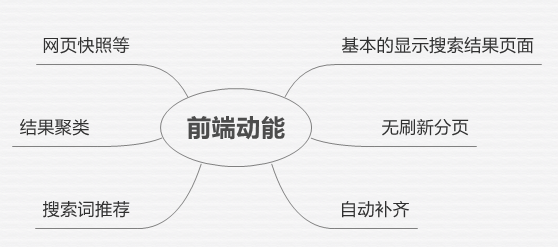 网页快照等
基本的显示搜索结果页面
结果聚类
前端动能
无刷新分页
搜索词推荐
自动补齐